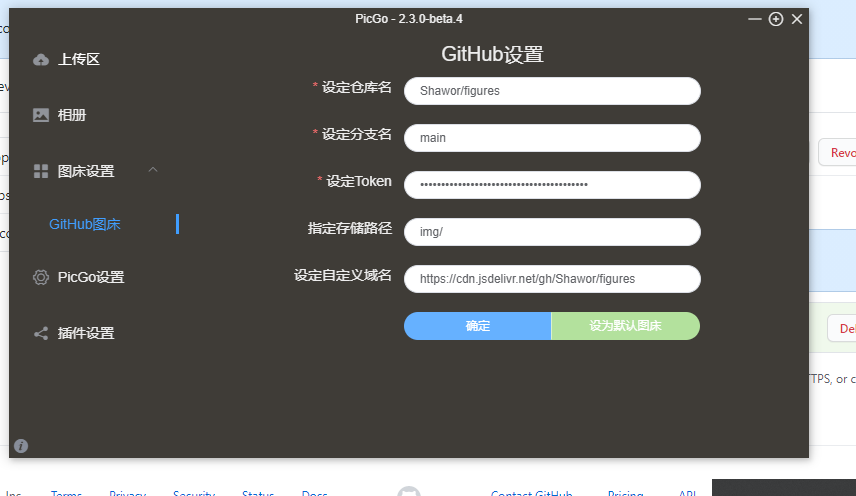 PicGo - 2.3.0-beta.4
上传区
相册
图床设置
GitHub图床
PicGo设置
插件设置
GitHub设置
* 设定仓库名
Shawor/figures
* 设定分支名
main
* 设定Token
••••••••••••••••••••••••••••••••••••••••
指定存储路径
img/
设定自定义域名
https://cdn.jsdelivr.net/gh/Shawor/figures
确定
设为默认图床
Revo
Del
TPS, or c
Inc.
Terms
Privacy
Security
Status
Docs
Contact GitHub
Pricing
API